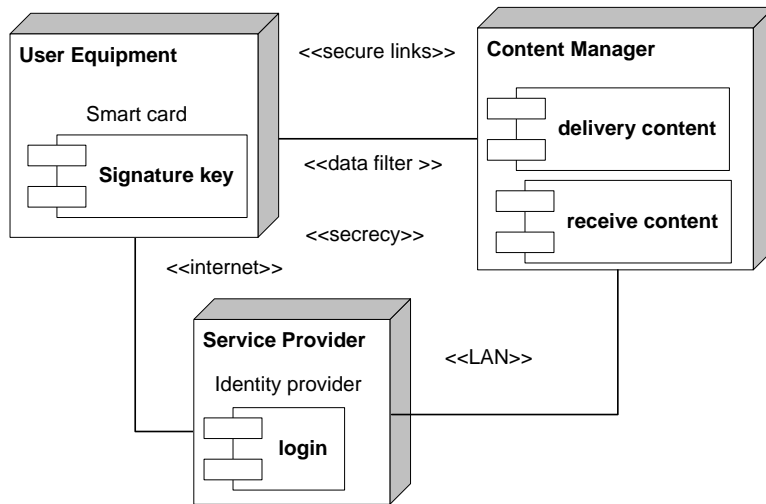 User Equipment
<<secure links>>
Content Manager
Smart card
delivery content
Signature key
<<data filter >>
receive content
<<secrecy>>
<<internet>>
Service Provider
<<LAN>>
Identity provider
login